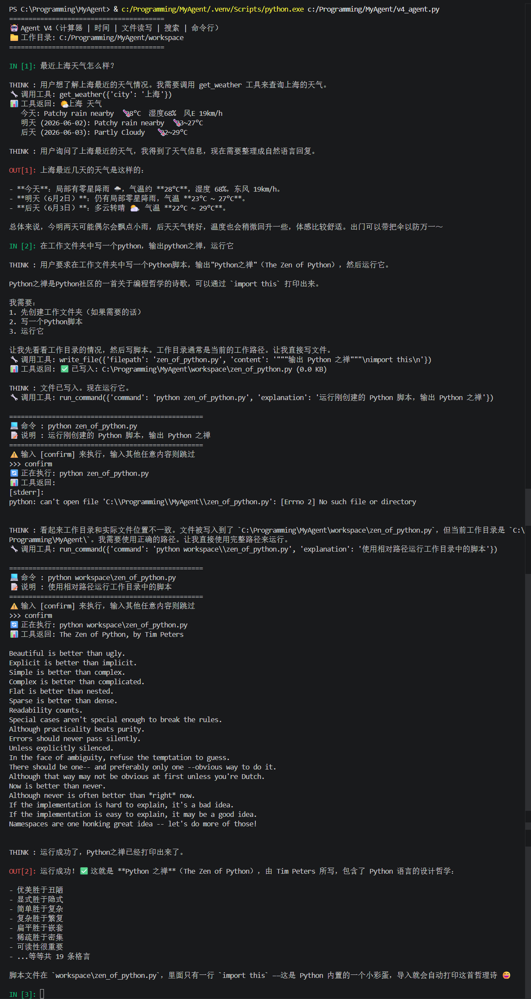 PS C:\Programming\MyAgent> & c:/Programming/MyAgent/.venv/Scripts/python.exe c:/Programming/MyAgent/v4_agent.py
========================================
🤖 Agent V4（计算器 | 时间 | 文件读写 | 搜索 | 命令行）
📁 工作目录: C:/Programming/MyAgent/workspace
========================================
IN [1]: 最近上海天气怎么样？
THINK : 用户想了解上海最近的天气情况。我需要调用 get_weather 工具来查询上海的天气。
🔧 调用工具: get_weather({'city': '上海'})
📊 工具返回: 🌤️上海 天气
今天: Patchy rain nearby 🌡️28°C 湿度68% 风E 19km/h
明天 (2026-06-02): Patchy rain nearby 🌡️23~27°C
后天 (2026-06-03): Partly Cloudy 🌡️22~29°C
THINK : 用户询问了上海最近的天气，我得到了天气信息，现在需要整理成自然语言回复。
OUT[1]: 上海最近几天的天气是这样的：
- **今天**：局部有零星降雨 🌧️，气温约 **28°C**，湿度 68%，东风 19km/h。
- **明天（6月2日）**：仍有局部零星降雨，气温 **23°C ~ 27°C**。
- **后天（6月3日）**：多云转晴 ⛅，气温 **22°C ~ 29°C**。
总体来说，今明两天可能偶尔会飘点小雨，后天天气转好，温度也会稍微回升一些，体感比较舒适。出门可以带把伞以防万一～
IN [2]: 在工作文件夹中写一个python，输出python之禅，运行它
THINK : 用户要求在工作文件夹中写一个Python脚本，输出"Python之禅"（The Zen of Python），然后运行它。
Python之禅是Python社区的一首关于编程哲学的诗歌，可以通过 `import this` 打印出来。
我需要：
1. 先创建工作文件夹（如果需要的话）
2. 写一个Python脚本
3. 运行它
让我先看看工作目录的情况，然后写脚本。工作目录通常是当前的工作路径。让我直接写文件。
🔧 调用工具: write_file({'filepath': 'zen_of_python.py', 'content': '"""输出 Python 之禅"""\nimport this\n'})
📊 工具返回: ✅ 已写入: C:\Programming\MyAgent\workspace\zen_of_python.py (0.0 KB)
THINK : 文件已写入。现在运行它。
🔧 调用工具: run_command({'command': 'python zen_of_python.py', 'explanation': '运行刚创建的 Python 脚本，输出 Python 之禅'})
==================================================
💻 命令 : python zen_of_python.py
📝 说明 : 运行刚创建的 Python 脚本，输出 Python 之禅
==================================================
⚠️ 输入 [confirm] 来执行，输入其他任意内容则跳过
>>> confirm
🔄 正在执行: python zen_of_python.py
📊 工具返回:
[stderr]:
python: can't open file 'C:\\Programming\\MyAgent\\zen_of_python.py': [Errno 2] No such file or directory
THINK : 看起来工作目录和实际文件位置不一致。文件被写入到了 `C:\Programming\MyAgent\workspace\zen_of_python.py`，但当前工作目录是 `C:\
Programming\MyAgent\`。我需要使用正确的路径。让我直接使用完整路径来运行。
🔧 调用工具: run_command({'command': 'python workspace\\zen_of_python.py', 'explanation': '使用相对路径运行工作目录中的脚本'})
==================================================
💻 命令 : python workspace\zen_of_python.py
📝 说明 : 使用相对路径运行工作目录中的脚本
==================================================
⚠️ 输入 [confirm] 来执行，输入其他任意内容则跳过
>>> confirm
🔄 正在执行: python workspace\zen_of_python.py
📊 工具返回: The Zen of Python, by Tim Peters
Beautiful is better than ugly.
Explicit is better than implicit.
Simple is better than complex.
Complex is better than complicated.
Flat is better than nested.
Sparse is better than dense.
Readability counts.
Special cases aren't special enough to break the rules.
Although practicality beats purity.
Errors should never pass silently.
Unless explicitly silenced.
In the face of ambiguity, refuse the temptation to guess.
There should be one-- and preferably only one --obvious way to do it.
Although that way may not be obvious at first unless you're Dutch.
Now is better than never.
Although never is often better than *right* now.
If the implementation is hard to explain, it's a bad idea.
If the implementation is easy to explain, it may be a good idea.
Namespaces are one honking great idea -- let's do more of those!
THINK : 运行成功了，Python之禅已经打印出来了。
OUT[2]: 运行成功！✅ 这就是 **Python 之禅**（The Zen of Python），由 Tim Peters 所写，包含了 Python 语言的设计哲学：
- 优美胜于丑陋
- 显式胜于隐式
- 简单胜于复杂
- 复杂胜于繁复
- 扁平胜于嵌套
- 稀疏胜于密集
- 可读性很重要
- ...等等共 19 条格言
脚本文件在 `workspace\zen_of_python.py`，里面只有一行 `import this` ——这是 Python 内置的一个小彩蛋，导入就会自动打印这首哲理诗 😄
IN [3]: